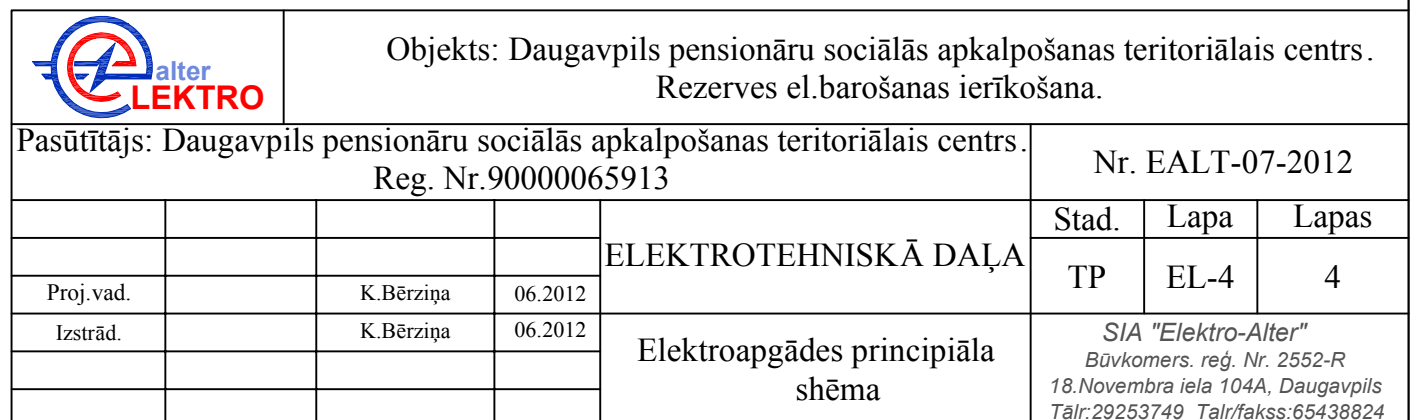 alter
LEKTRO
Objekts: Daugavpils pensionāru sociālās apkalpošanas teritoriālais centrs.
Rezerves el.barošanas ierīkošana.
Pasūtītājs: Daugavpils pensionāru sociālās apkalpošanas teritoriālais centrs.
Reg. Nr.90000065913
Nr. EALT-07-2012
Stad. Lapa Lapas
ELEKTROTEHNISKĀ DAĻA
TP EL-4 4
Proj.vad. K.Bērziņa 06.2012
Izstrād. K.Bērziņa 06.2012
Elektroapgādes principiāla
shēma
SIA "Elektro-Alter"
Būvkomers. reģ. Nr. 2552-R
18.Novembra iela 104A, Daugavpils
Tālr:29253749 Talr/fakss:65438824